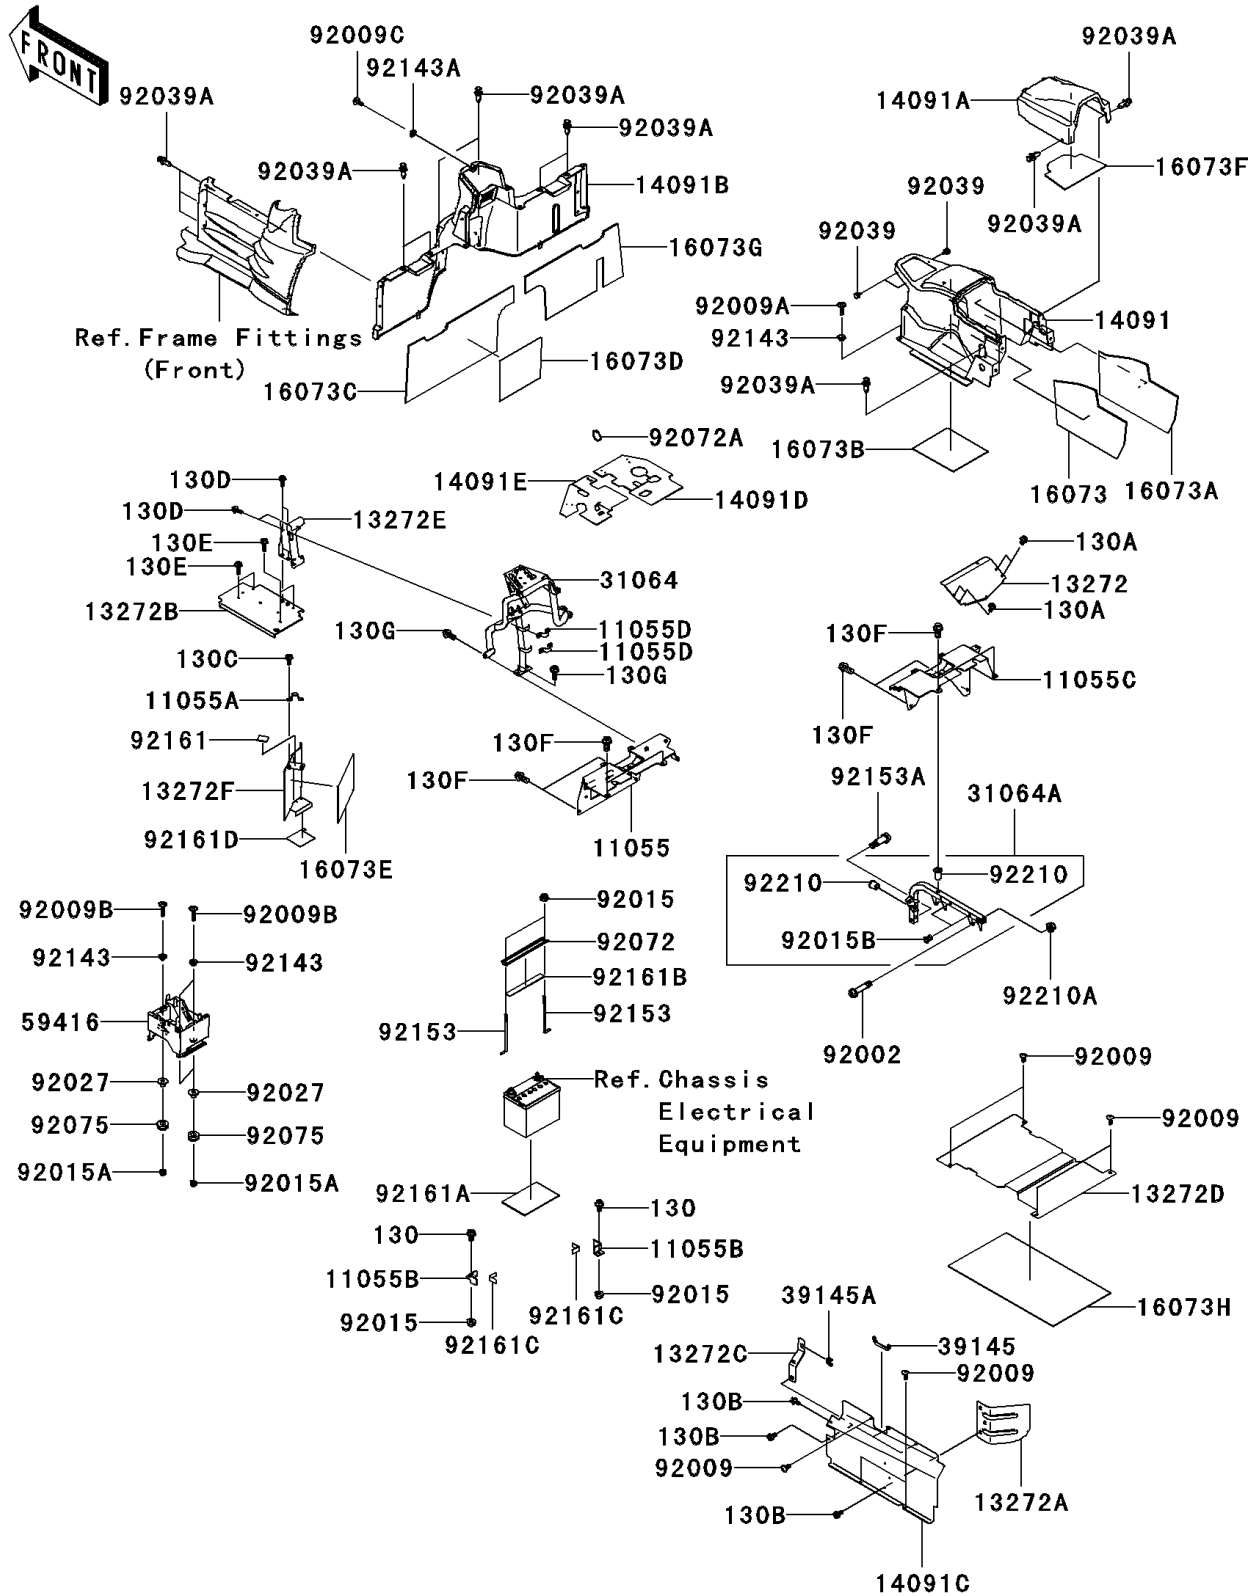 FRONT
92009C
92143A
92039A
92039A
92039A
92039A
92039A
14091A
14091B
16073F
92039
92039A
92039
16073G
92009A
14091
92143
Ref.Frame Fittings
(Front)
16073D
16073C
92039A
92072A
16073B
14091E
14091D
16073
16073A
130D
130D
13272E
130E
130E
13272B
31064
130A
13272
130A
130G
11055D
11055D
130G
130F
11055C
130C
11055A
92161
130F
130F
130F
92153A
13272F
31064A
92161D
11055
16073E
92210
92210
92015
92009B
92009B
92072
92015B
92143
92143
92161B
92210A
59416
92153
92153
92002
92027
92027
Ref.Chassis
Electrical
Equipment
92009
92009
92075
92075
92015A
92015A
92161A
13272D
130
130
11055B
11055B
92015
92015
92161C
92161C
39145A
16073H
13272C
39145
92009
130B
130B
92009
13272A
130B
14091C